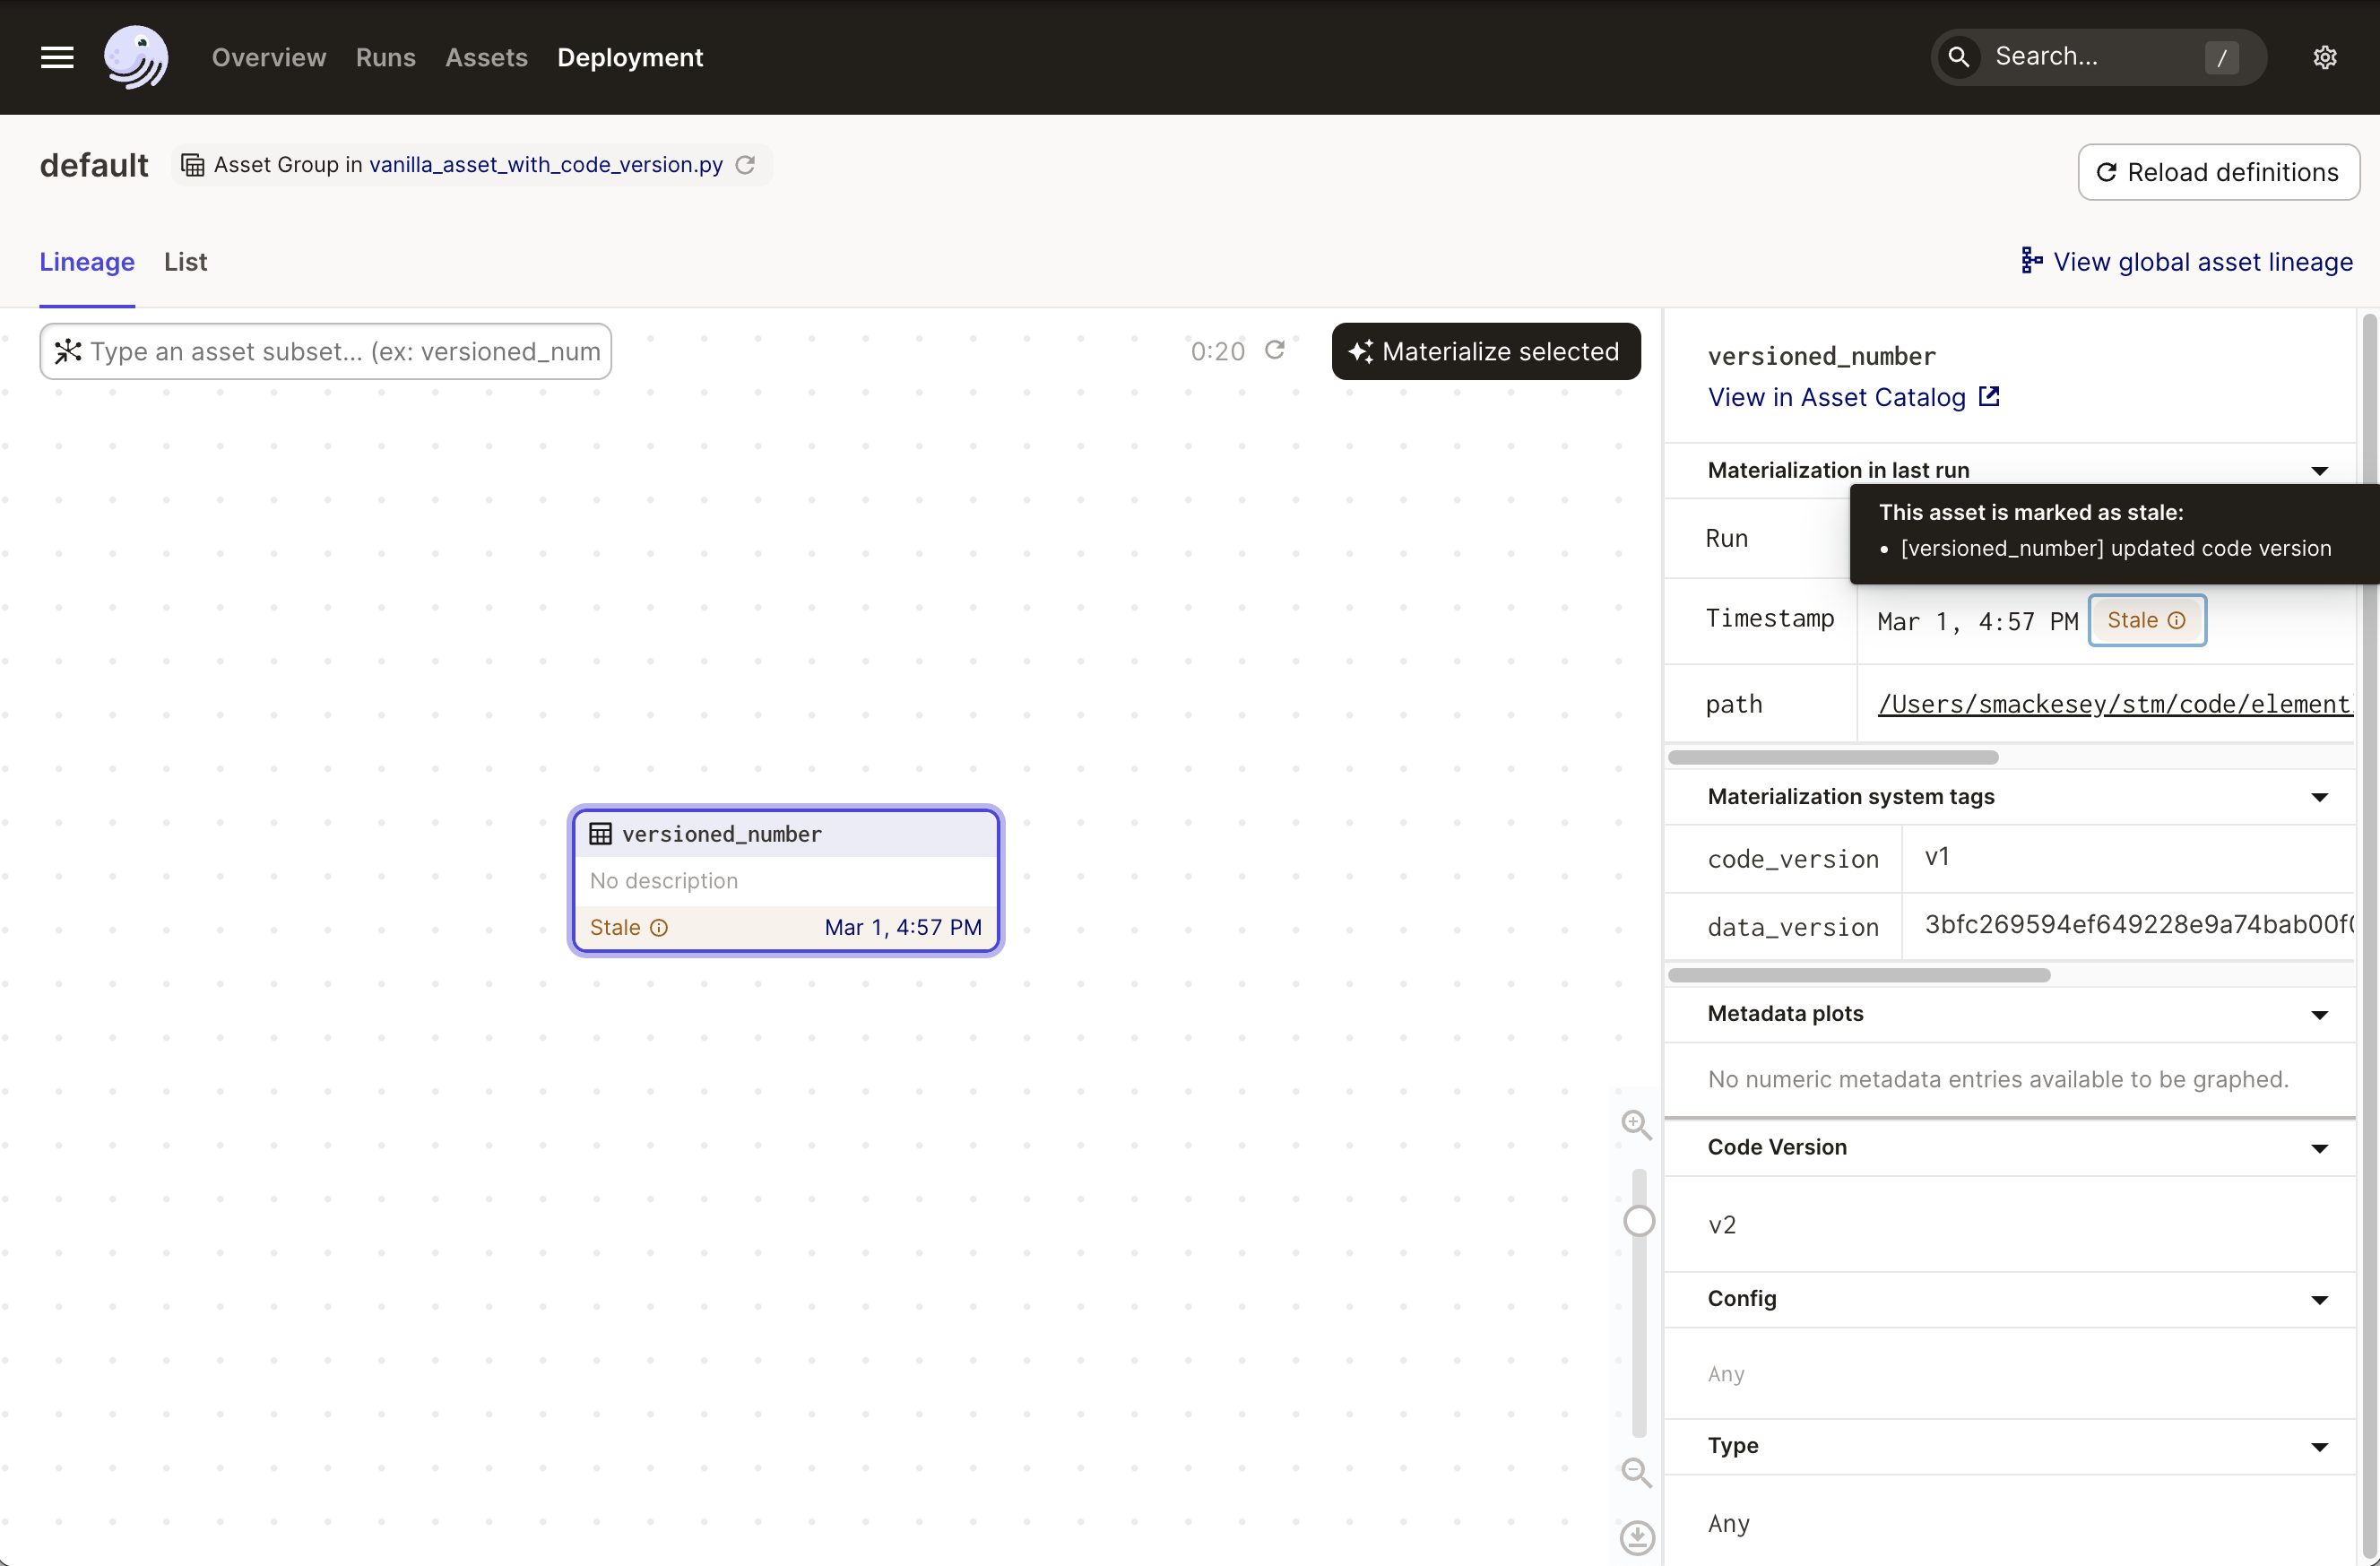 Overview Runs Assets Deployment
Search... /
default Asset Group in vanilla_asset_with_code_version.py
Reload definitions
Lineage List
View global asset lineage
Type an asset subset... (ex: versioned_num
0:20
Materialize selected
versioned_number
No description
Stale Mar 1, 4:57 PM
versioned_number
View in Asset Catalog
Materialization in last run
This asset is marked as stale:
• [versioned_number] updated code version
Run
Timestamp Mar 1, 4:57 PM Stale
path /Users/smackesey/stm/code/element
Materialization system tags
code_version v1
data_version 3bfc269594ef649228e9a74bab00f
Metadata plots
No numeric metadata entries available to be graphed.
Code Version
v2
Config
Any
Type
Any